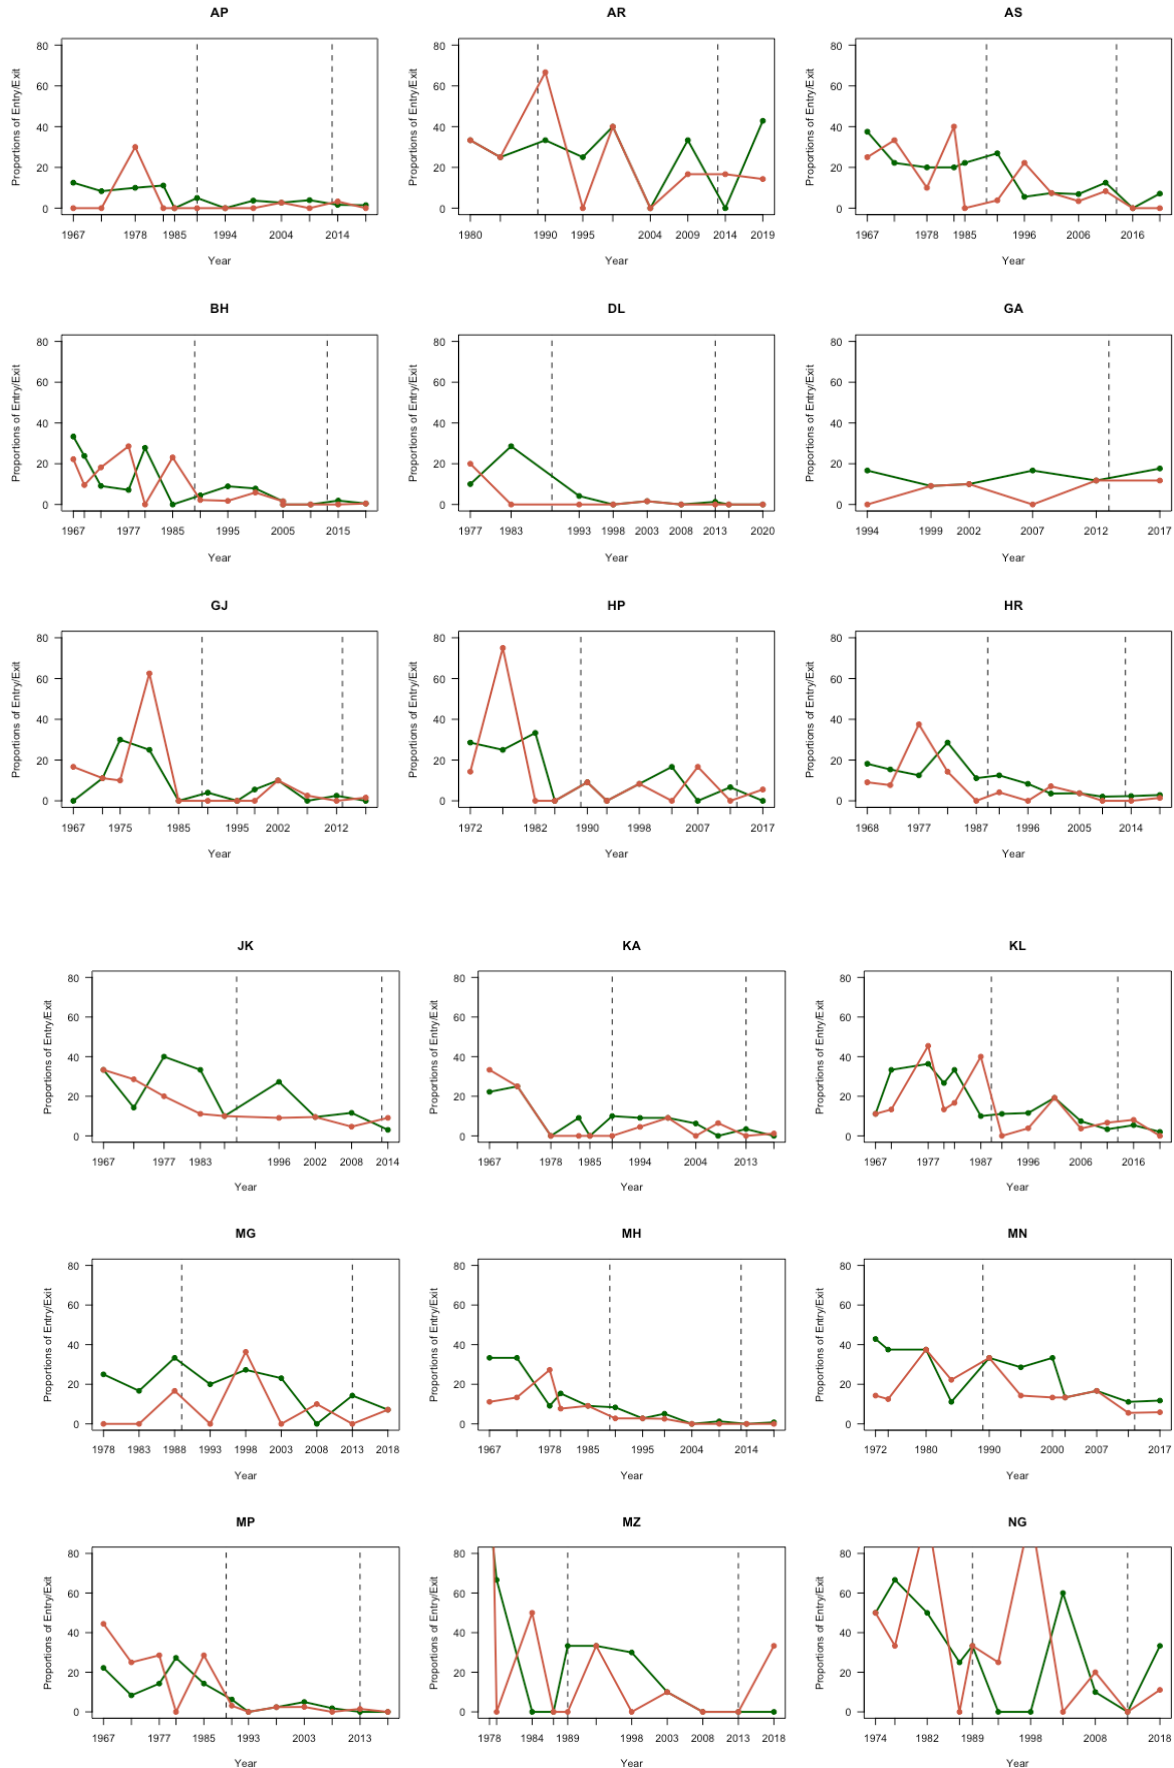 AP
Proportions of Entry/Exit
80
60
40
20
0
1967 1978 1985 1994 2004 2014
Year
AR
Proportions of Entry/Exit
80
60
40
20
0
1980 1990 1995 2004 2009 2014 2019
Year
AS
Proportions of Entry/Exit
80
60
40
20
0
1967 1978 1985 1996 2006 2016
Year
BH
Proportions of Entry/Exit
80
60
40
20
0
1967 1977 1985 1995 2005 2015
Year
DL
Proportions of Entry/Exit
80
60
40
20
0
1977 1983 1993 1998 2003 2008 2013 2020
Year
GA
Proportions of Entry/Exit
80
60
40
20
0
1994 1999 2002 2007 2012 2017
Year
GJ
Proportions of Entry/Exit
80
60
40
20
0
1967 1975 1985 1995 2002 2012
Year
HP
Proportions of Entry/Exit
80
60
40
20
0
1972 1982 1990 1998 2007 2017
Year
HR
Proportions of Entry/Exit
80
60
40
20
0
1968 1977 1987 1996 2005 2014
Year
JK
Proportions of Entry/Exit
80
60
40
20
0
1967 1977 1983 1996 2002 2008 2014
Year
KA
Proportions of Entry/Exit
80
60
40
20
0
1967 1978 1985 1994 2004 2013
Year
KL
Proportions of Entry/Exit
80
60
40
20
0
1967 1977 1987 1996 2006 2016
Year
MG
Proportions of Entry/Exit
80
60
40
20
0
1978 1983 1988 1993 1998 2003 2008 2013 2018
Year
MH
Proportions of Entry/Exit
80
60
40
20
0
1967 1978 1985 1995 2004 2014
Year
MN
Proportions of Entry/Exit
80
60
40
20
0
1972 1980 1990 2000 2007 2017
Year
MP
Proportions of Entry/Exit
80
60
40
20
0
1967 1977 1985 1993 2003 2013
Year
MZ
Proportions of Entry/Exit
80
60
40
20
0
1978 1984 1989 1998 2003 2008 2013 2018
Year
NG
Proportions of Entry/Exit
80
60
40
20
0
1974 1982 1989 1998 2008 2018
Year